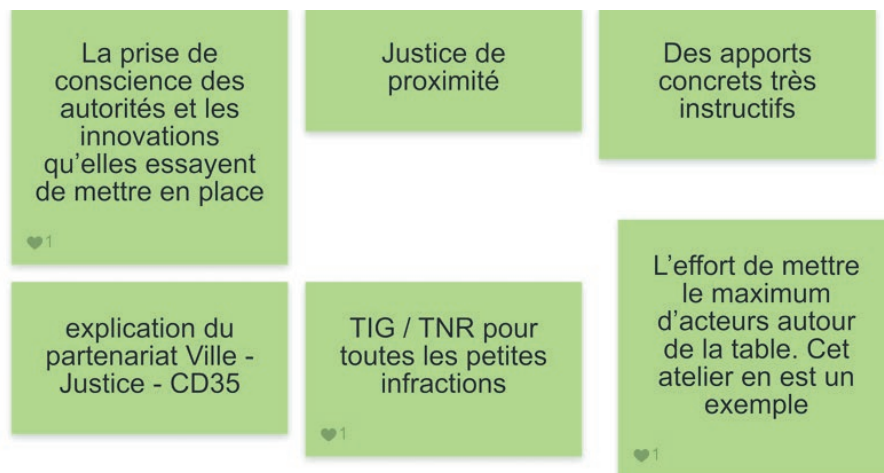 La prise de
conscience des
autorités et les
innovations
qu'elles essayent
de mettre en place
1
Justice de
proximité
Des apports
concrets très
instructifs
explication du
partenariat Ville -
Justice - CD35
TIG / TNR pour
toutes les petites
infractions
1
L’effort de mettre
le maximum
d’acteurs autour
de la table. Cet
atelier en est un
exemple
1